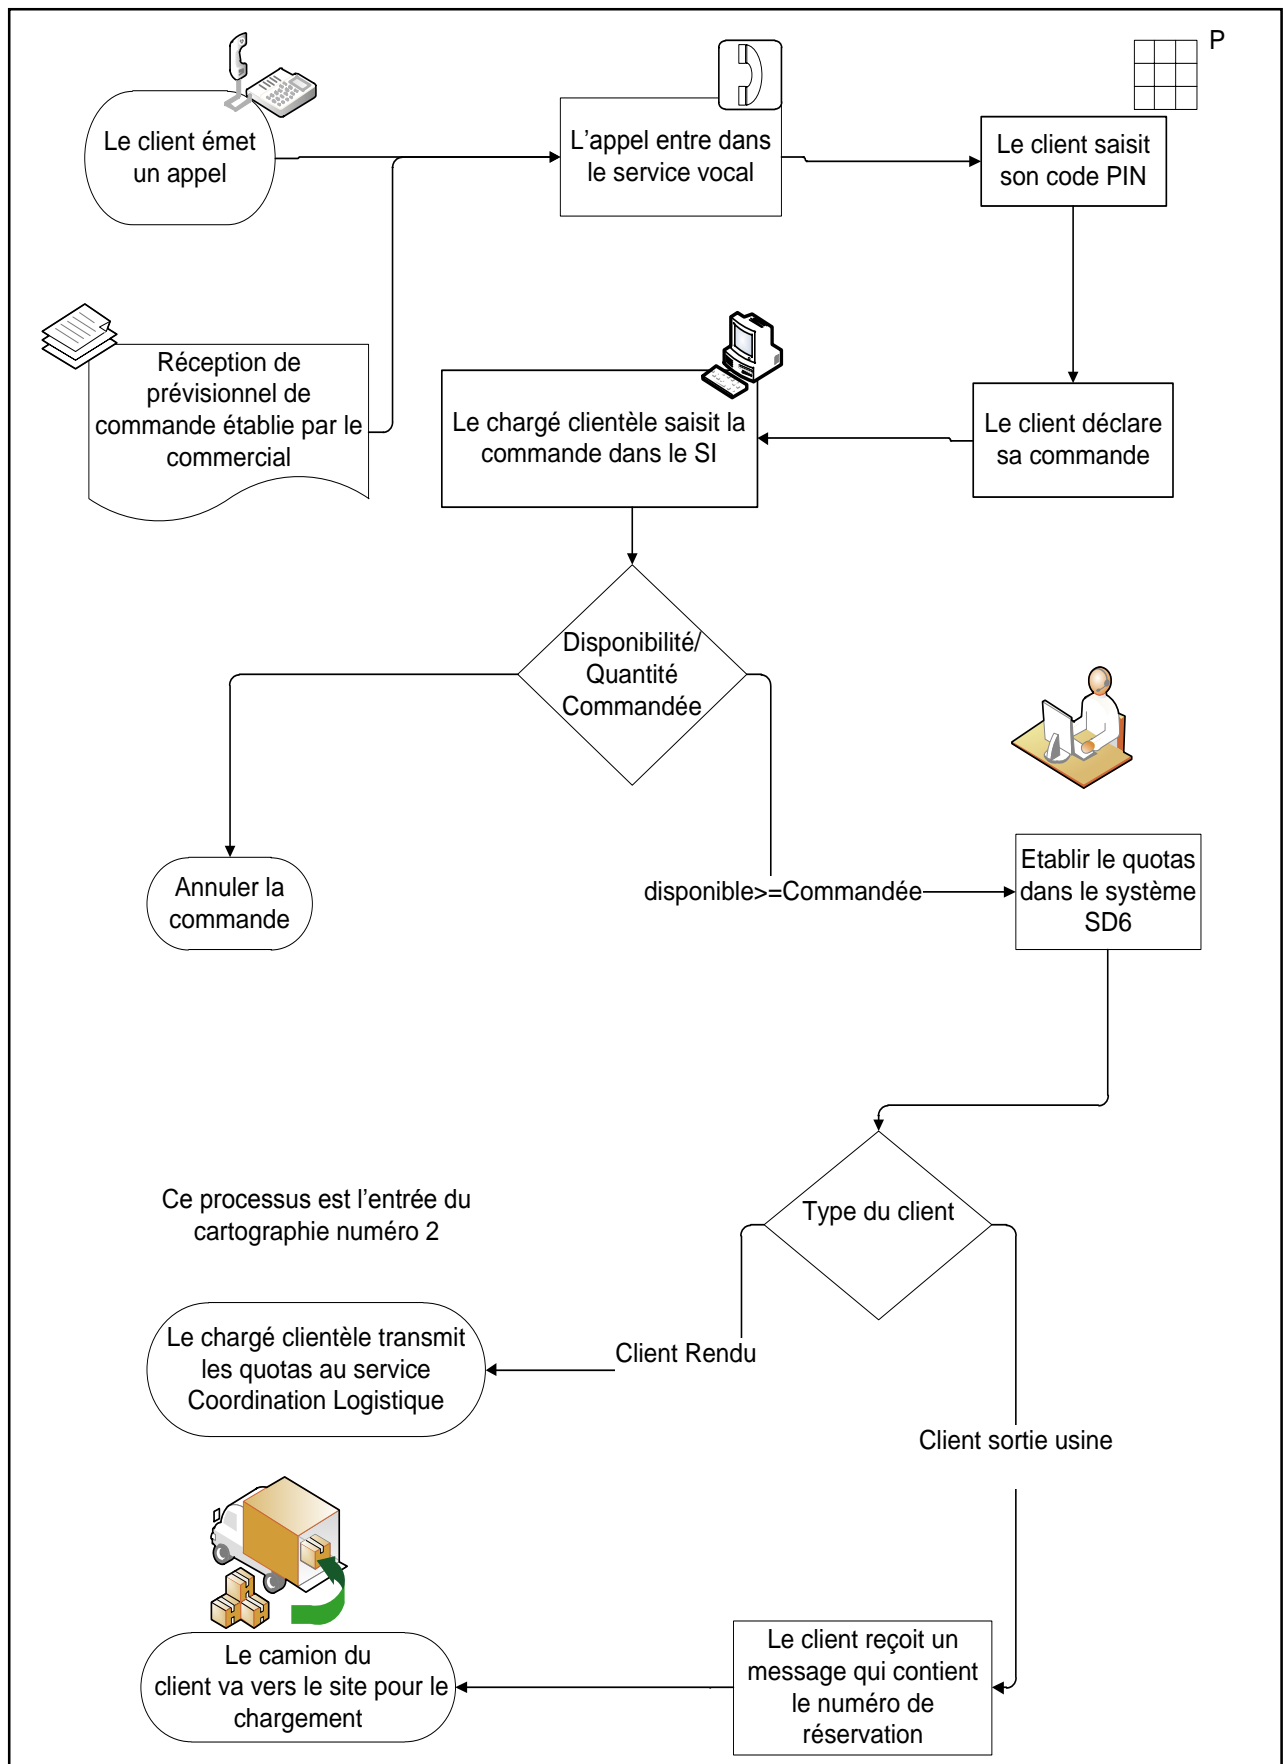 P
Le client émet
un appel
L'appel entre dans
le service vocal
Le client saisit
son code PIN
Réception de
prévisionnel de
commande établie par le
commercial
Le chargé clientèle saisit la
commande dans le SI
Le client déclare
sa commande
Disponibilité/
Quantité
Commandée
Annuler la
commande
disponible>=Commandée
Etablir le quotas
dans le système
SD6
Type du client
Ce processus est l'entrée du
cartographie numéro 2
Le chargé clientèle transmit
les quotas au service
Coordination Logistique
Client Rendu
Client sortie usine
Le camion du
client va vers le site pour le
chargement
Le client reçoit un
message qui contient
le numéro de
réservation